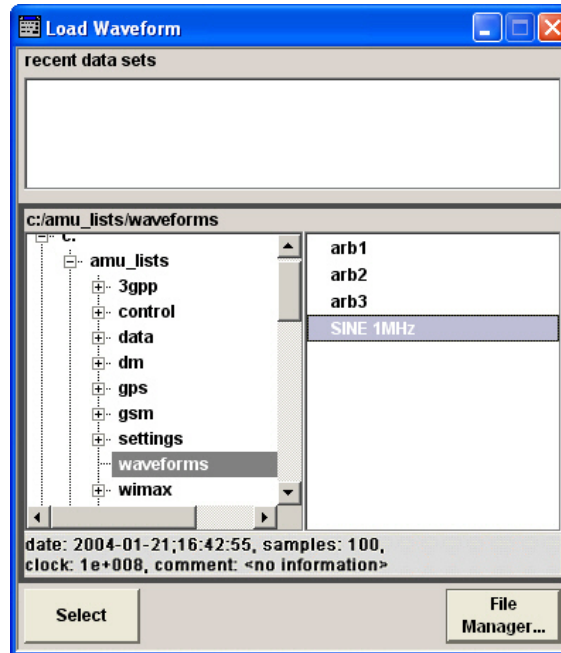 Load Waveform
recent data sets
c:/amu_lists/waveforms
c:
amu_lists
3gpp
control
data
dm
gps
gsm
settings
waveforms
wimax
arb1
arb2
arb3
SINE 1MHz
date: 2004-01-21;16:42:55, samples: 100,
clock: 1e+008, comment: <no information>
Select
File
Manager...